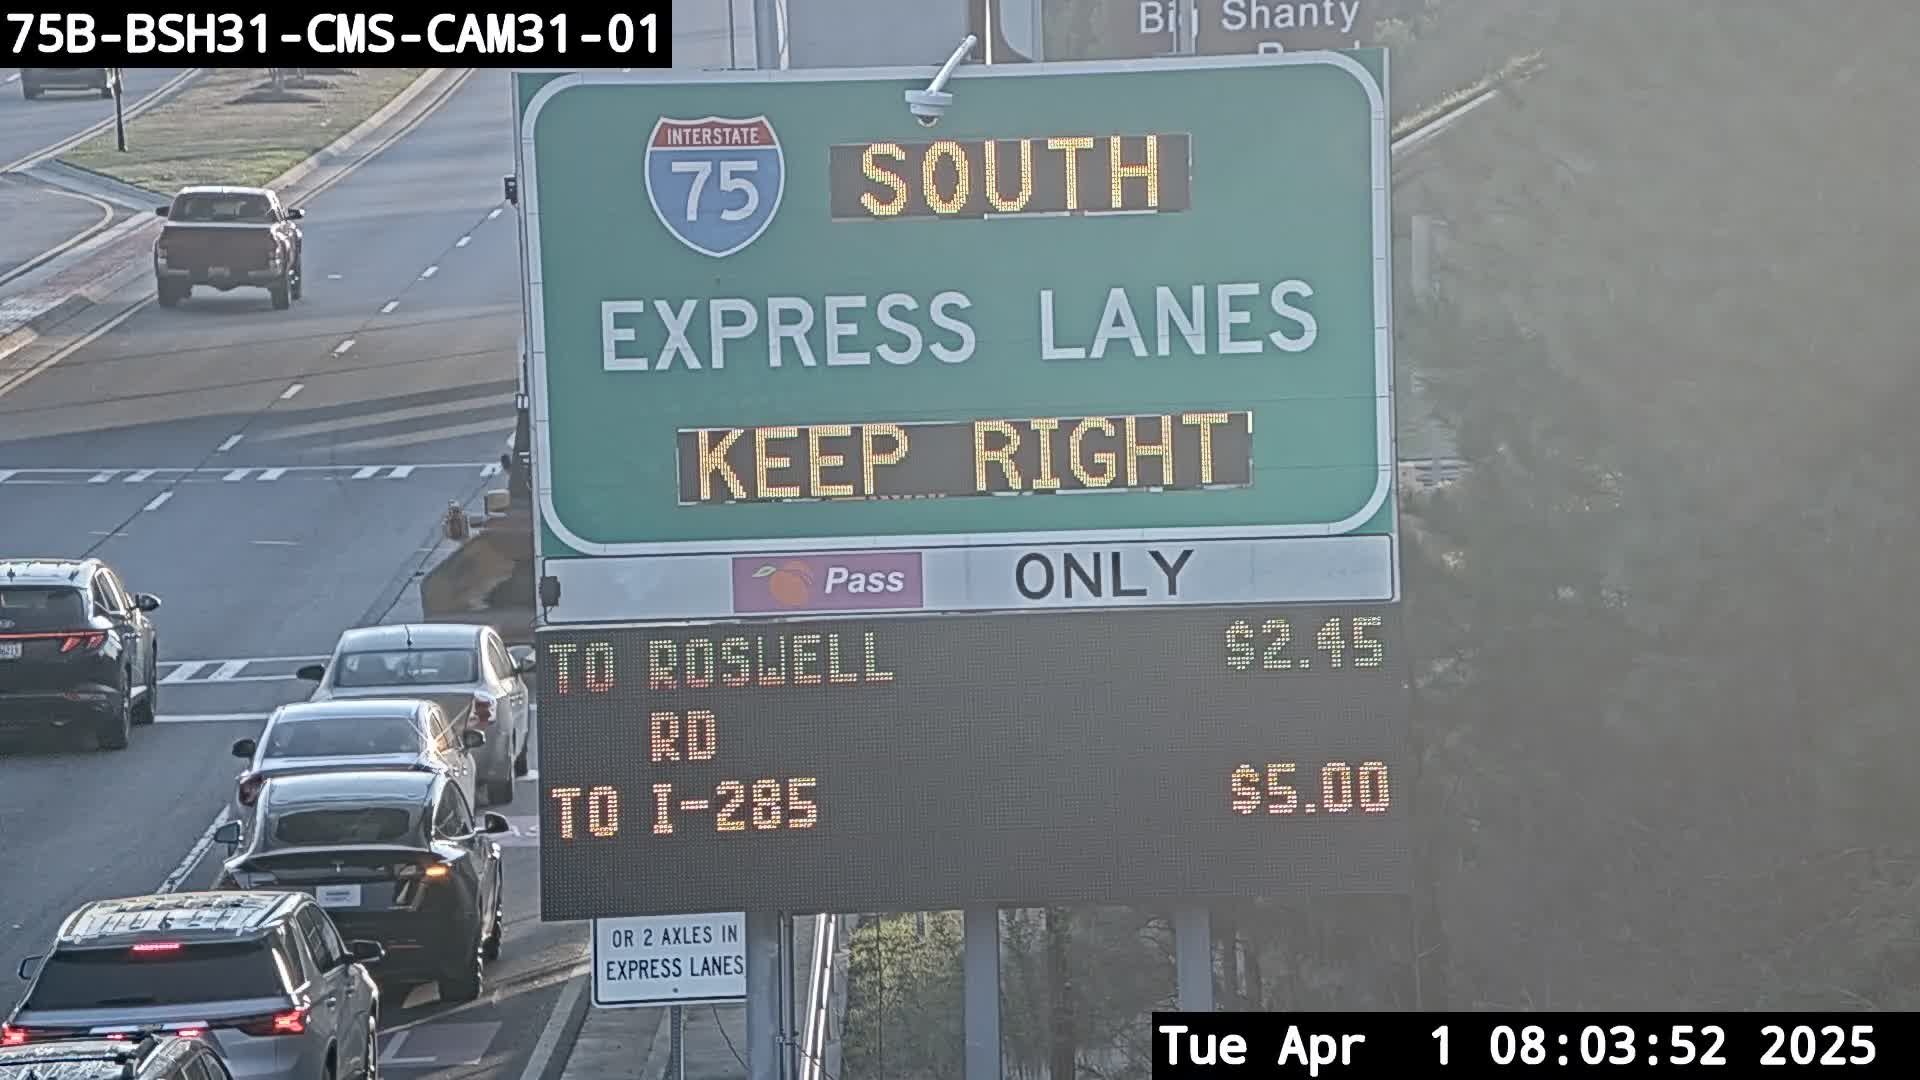 75B-BSH31-CMS-CAM31-01
Big Shanty
INTERSTATE
75
SOUTH
EXPRESS LANES
KEEP RIGHT
Pass ONLY
TO ROSWELL $2.45
RD
TO I-285 $5.00
OR 2 AXLES IN
EXPRESS LANES
Tue Apr 1 08:03:52 2025